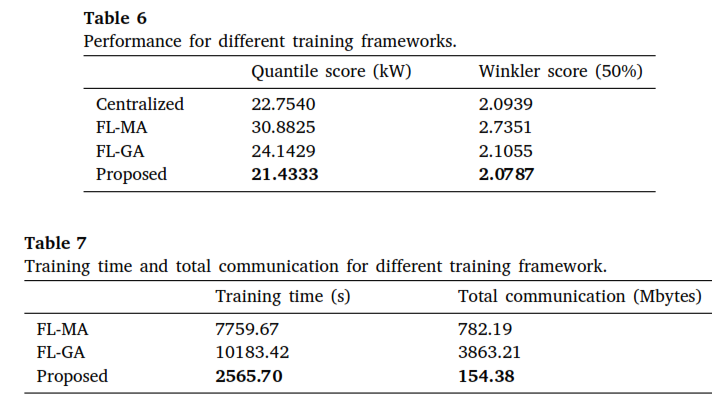 Table 6
Performance for different training frameworks.
Quantile score (kW) Winkler score (50%)
Centralized 22.7540 2.0939
FL-MA 30.8825 2.7351
FL-GA 24.1429 2.1055
Proposed 21.4333 2.0787
Table 7
Training time and total communication for different training framework.
Training time (s) Total communication (Mbytes)
FL-MA 7759.67 782.19
FL-GA 10183.42 3863.21
Proposed 2565.70 154.38